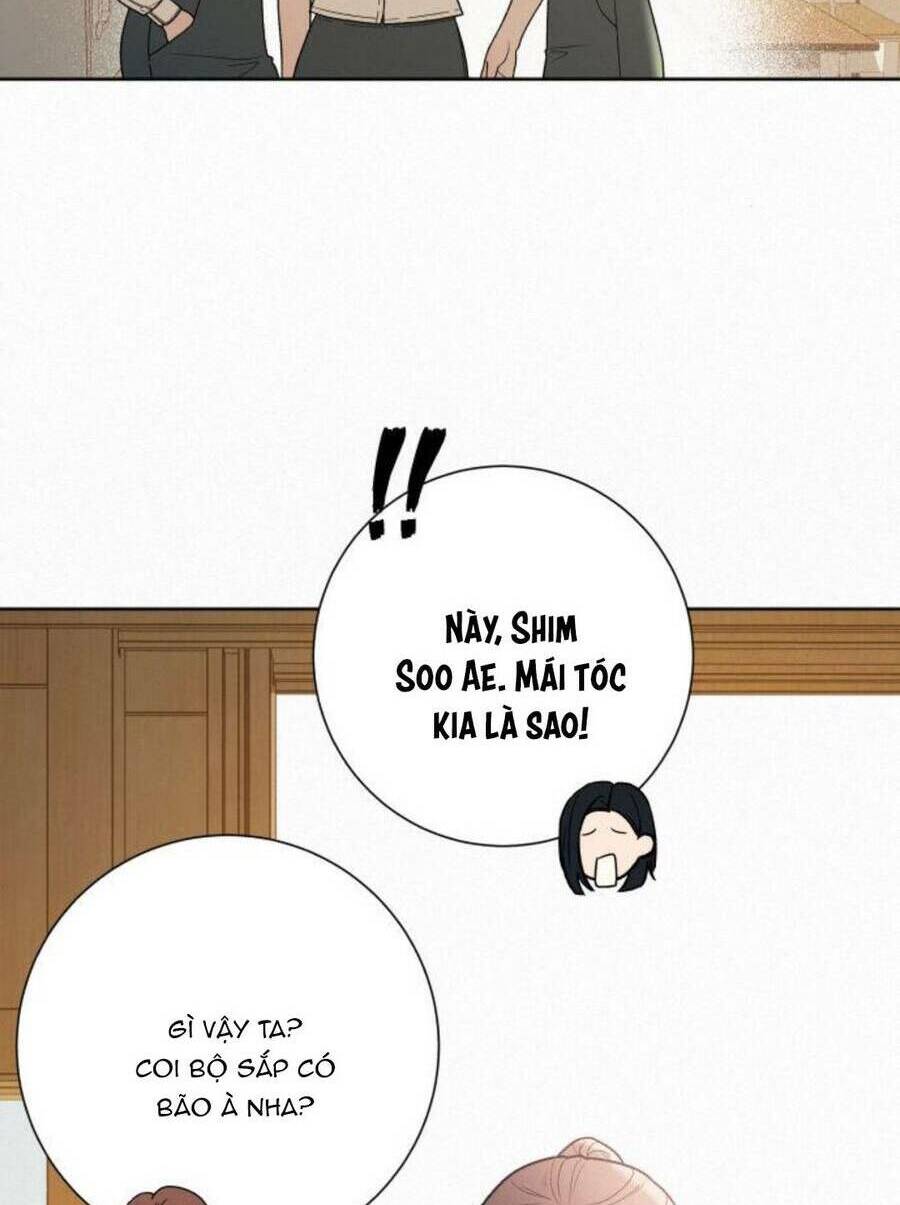 !!
NÀY, SHIM
SOO AE. MÁI TÓC
KIA LÀ SAO!
GÌ VẬY TA?
COI BỘ SẮP CÓ
BÃO À NHA?